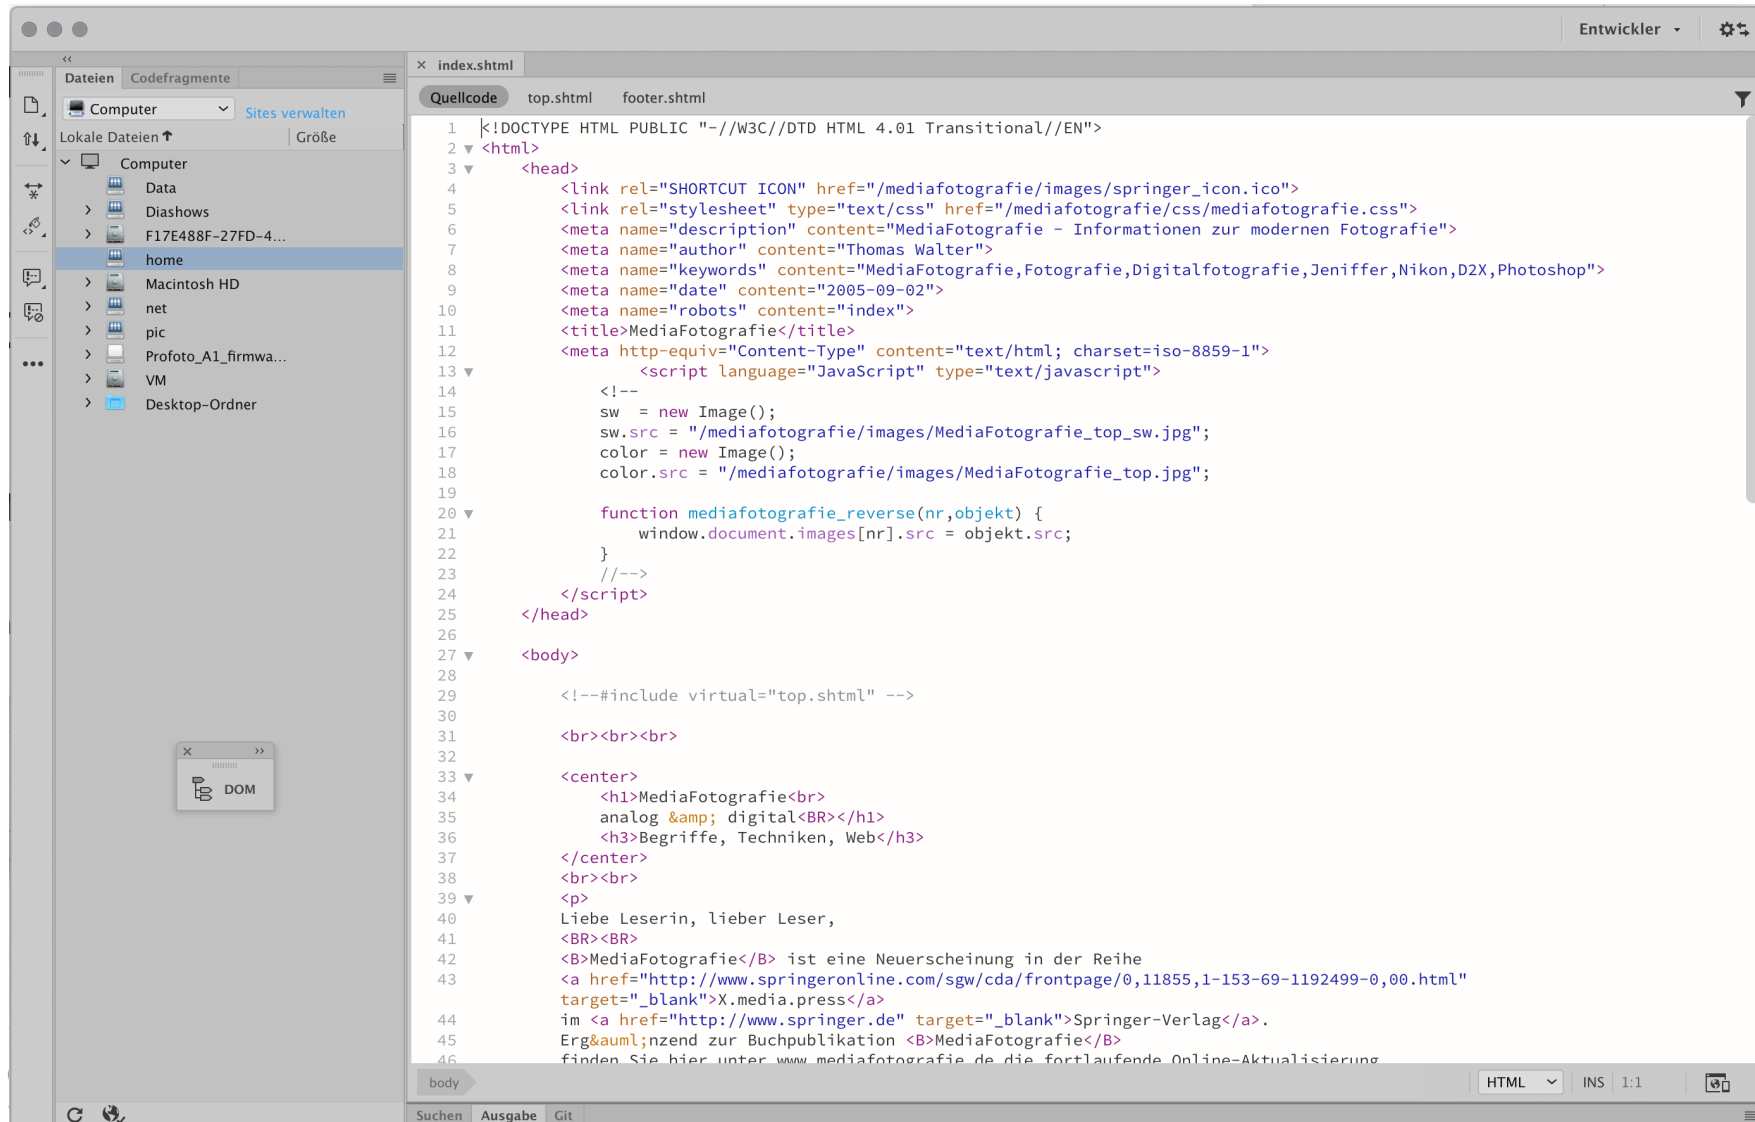 Entwickler
Dateien Codefragmente
Computer Sites verwalten
Lokale Dateien Größe
Computer
Data
Diashows
F17E488F-27FD-4...
home
Macintosh HD
net
pic
Profoto_A1_firmwa...
VM
Desktop-Ordner
DOM
index.shtml
Quellcode top.shtml footer.shtml
1 <!DOCTYPE HTML PUBLIC "-//W3C//DTD HTML 4.01 Transitional//EN">
2 <html>
3 <head>
4 <link rel="SHORTCUT ICON" href="/mediafotografie/images/springer_icon.ico">
5 <link rel="stylesheet" type="text/css" href="/mediafotografie/css/mediafotografie.css">
6 <meta name="description" content="MediaFotografie - Informationen zur modernen Fotografie">
7 <meta name="author" content="Thomas Walter">
8 <meta name="keywords" content="MediaFotografie,Fotografie,Digitalfotografie,Jeniffer,Nikon,D2X,Photoshop">
9 <meta name="date" content="2005-09-02">
10 <meta name="robots" content="index">
11 <title>MediaFotografie</title>
12 <meta http-equiv="Content-Type" content="text/html; charset=iso-8859-1">
13 <script language="JavaScript" type="text/javascript">
14 <!--
15 sw  = new Image();
16 sw.src = "/mediafotografie/images/MediaFotografie_top_sw.jpg";
17 color = new Image();
18 color.src = "/mediafotografie/images/MediaFotografie_top.jpg";
19
20 function mediafotografie_reverse(nr,objekt) {
21 window.document.images[nr].src = objekt.src;
22 }
23 //-->
24 </script>
25 </head>
26
27 <body>
28
29 <!--#include virtual="top.shtml" -->
30
31 <br><br><br>
32
33 <center>
34 <h1>MediaFotografie<br>
35 analog &amp; digital<BR></h1>
36 <h3>Begriffe, Techniken, Web</h3>
37 </center>
38 <br><br>
39 <p>
40 Liebe Leserin, lieber Leser,
41 <BR><BR>
42 <B>MediaFotografie</B> ist eine Neuerscheinung in der Reihe
43 <a href="http://www.springeronline.com/sgw/cda/frontpage/0,11855,1-153-69-1192499-0,00.html"
target="_blank">X.media.press</a>
44 im <a href="http://www.springer.de" target="_blank">Springer-Verlag</a>.
45 Erg&auml;nzend zur Buchpublikation <B>MediaFotografie</B>
46 finden Sie hier unter www.mediafotografie.de die fortlaufende Online-Aktualisierung
body HTML INS 1:1
Suchen Ausgabe Git